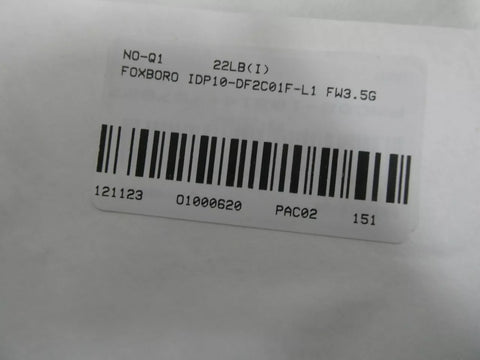 NO-Q1 22LB(I)
FOXBORO IDP10-DF2C01F-L1 FW3.5G
121123 01000620 PAC02 151